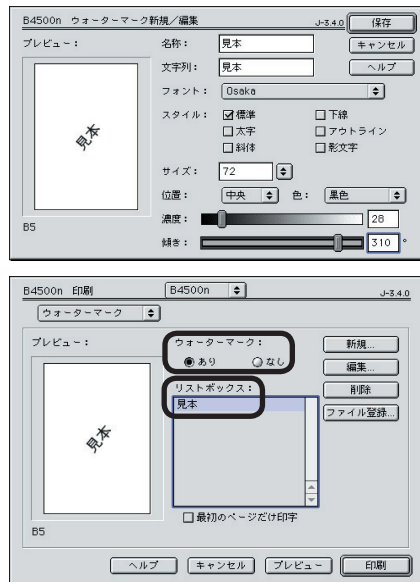 B4500n ウォーターマーク新規／編集 J-3.4.0 保存
プレビュー： 名称： 見本 キャンセル
文字列： 見本 ヘルプ
フォント： Osaka
スタイル： 標準 下線
太字 アウトライン
斜体 影文字
見本
サイズ： 72
位置： 中央 色： 黒色
濃度： 28
B5
傾き： 310 °
B4500n 印刷 B4500n J-3.4.0
ウォーターマーク
プレビュー： ウォーターマーク： 新規...
あり なし 編集...
リストボックス： 削除
見本 ファイル登録...
見本
最初のページだけ印字
B5
ヘルプ キャンセル プレビュー 印刷